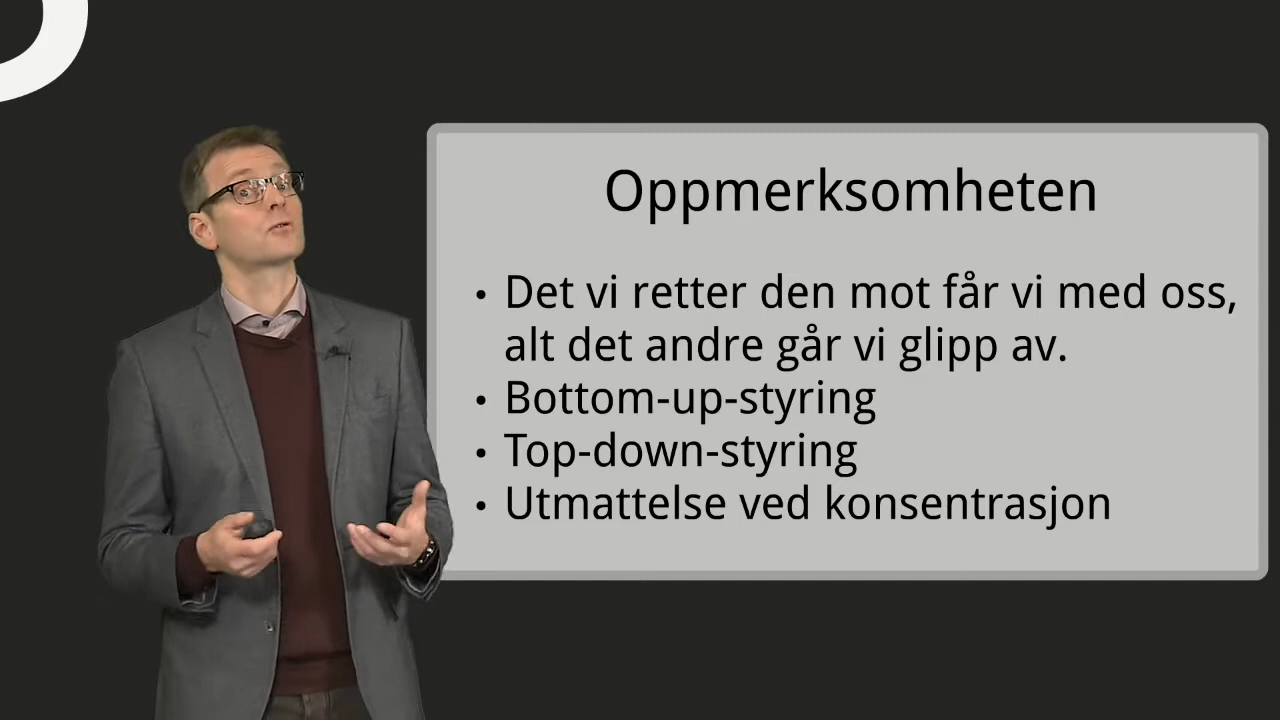 Oppmerksomheten
• Det vi retter den mot får vi med oss,
alt det andre går vi glipp av.
• Bottom-up-styring
• Top-down-styring
• Utmattelse ved konsentrasjon